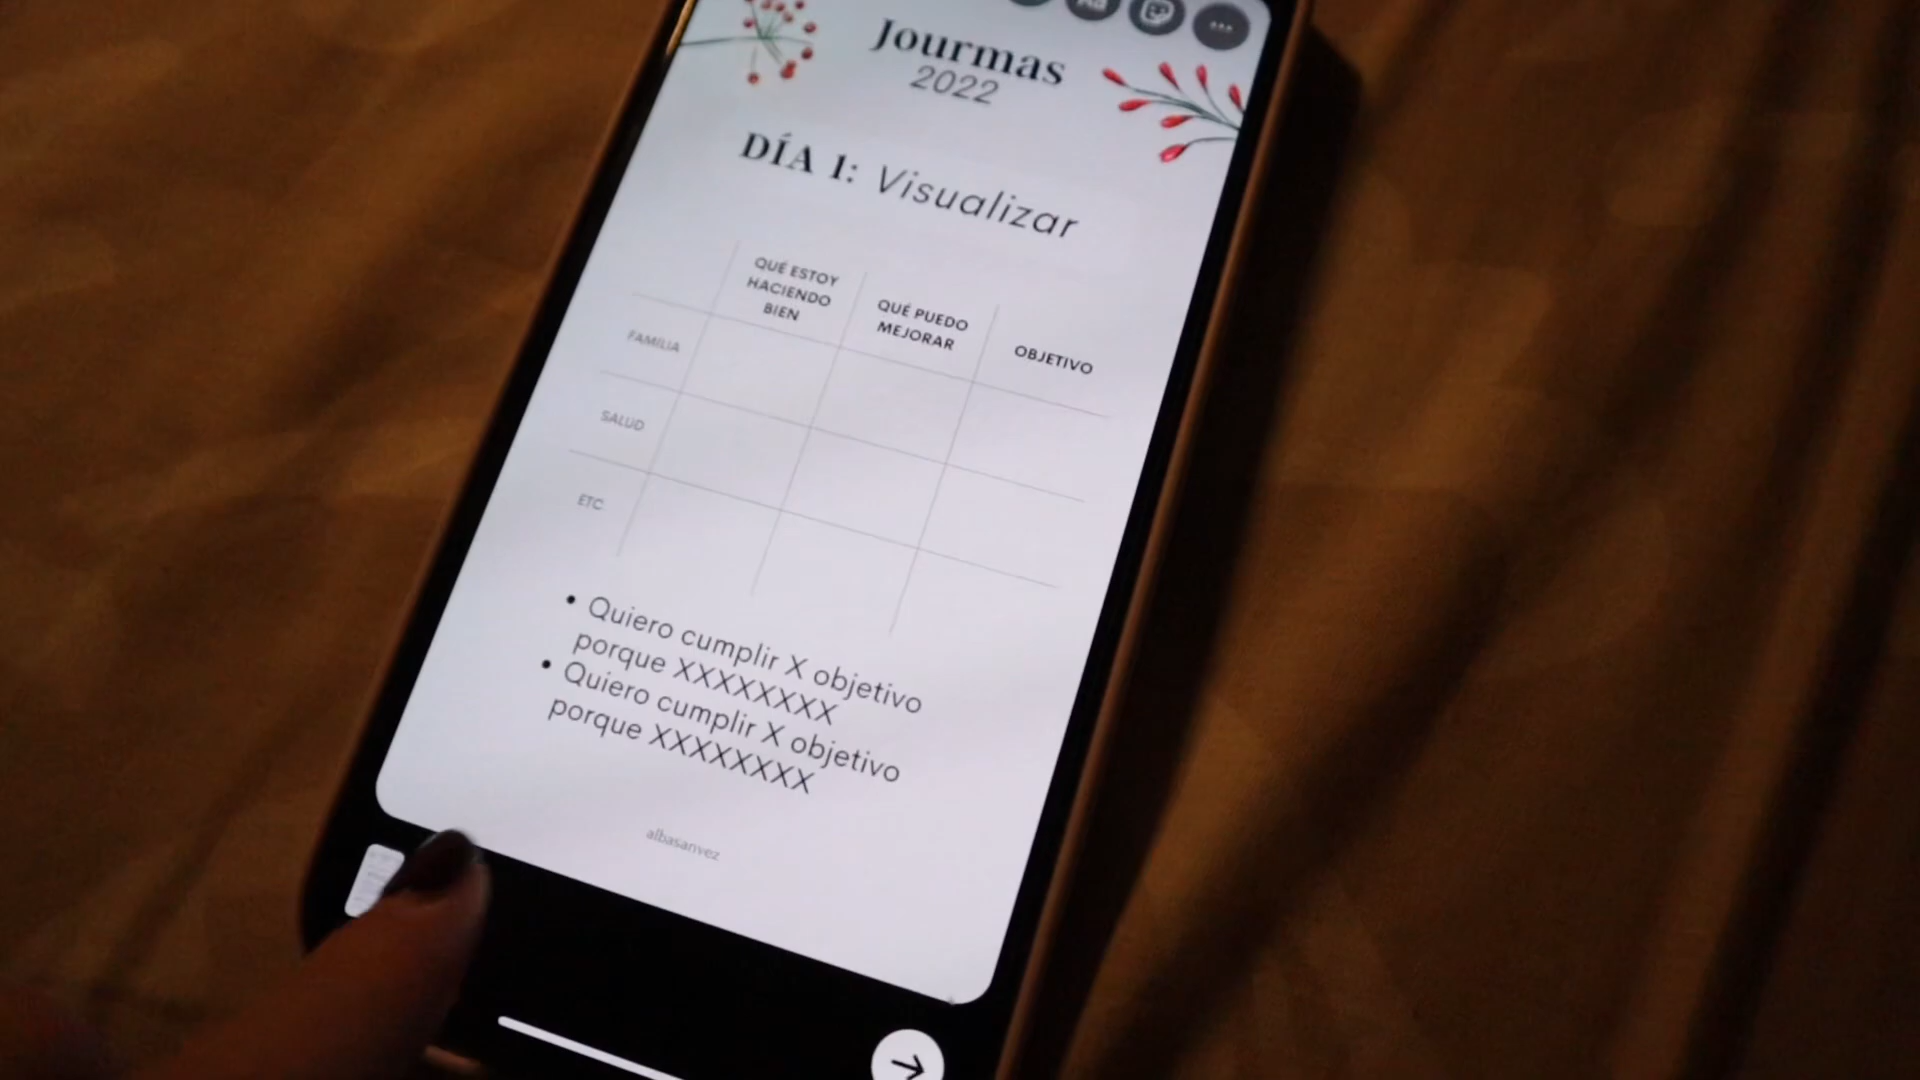 Aa
Jourmas
2022
DÍA 1: Visualizar
QUÉ ESTOY
HACIENDO
BIEN
QUÉ PUEDO
MEJORAR
OBJETIVO
FAMILIA
SALUD
ETC
• Quiero cumplir X objetivo
porque XXXXXXXX
• Quiero cumplir X objetivo
porque XXXXXXXX
albasanvez